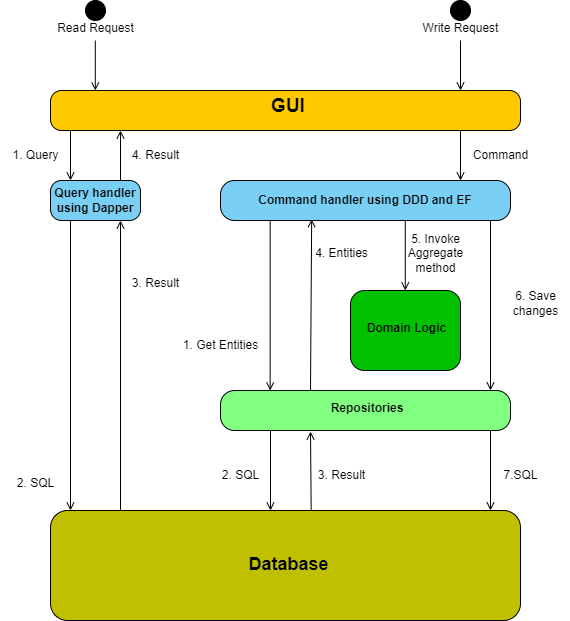 Read Request
Write Request
GUI
1. Query
4. Result
Command
Query handler
using Dapper
Command handler using DDD and EF
5. Invoke
Aggregate
method
4. Entities
3. Result
6. Save
changes
Domain Logic
1. Get Entities
Repositories
2. SQL
2. SQL
3. Result
7.SQL
Database